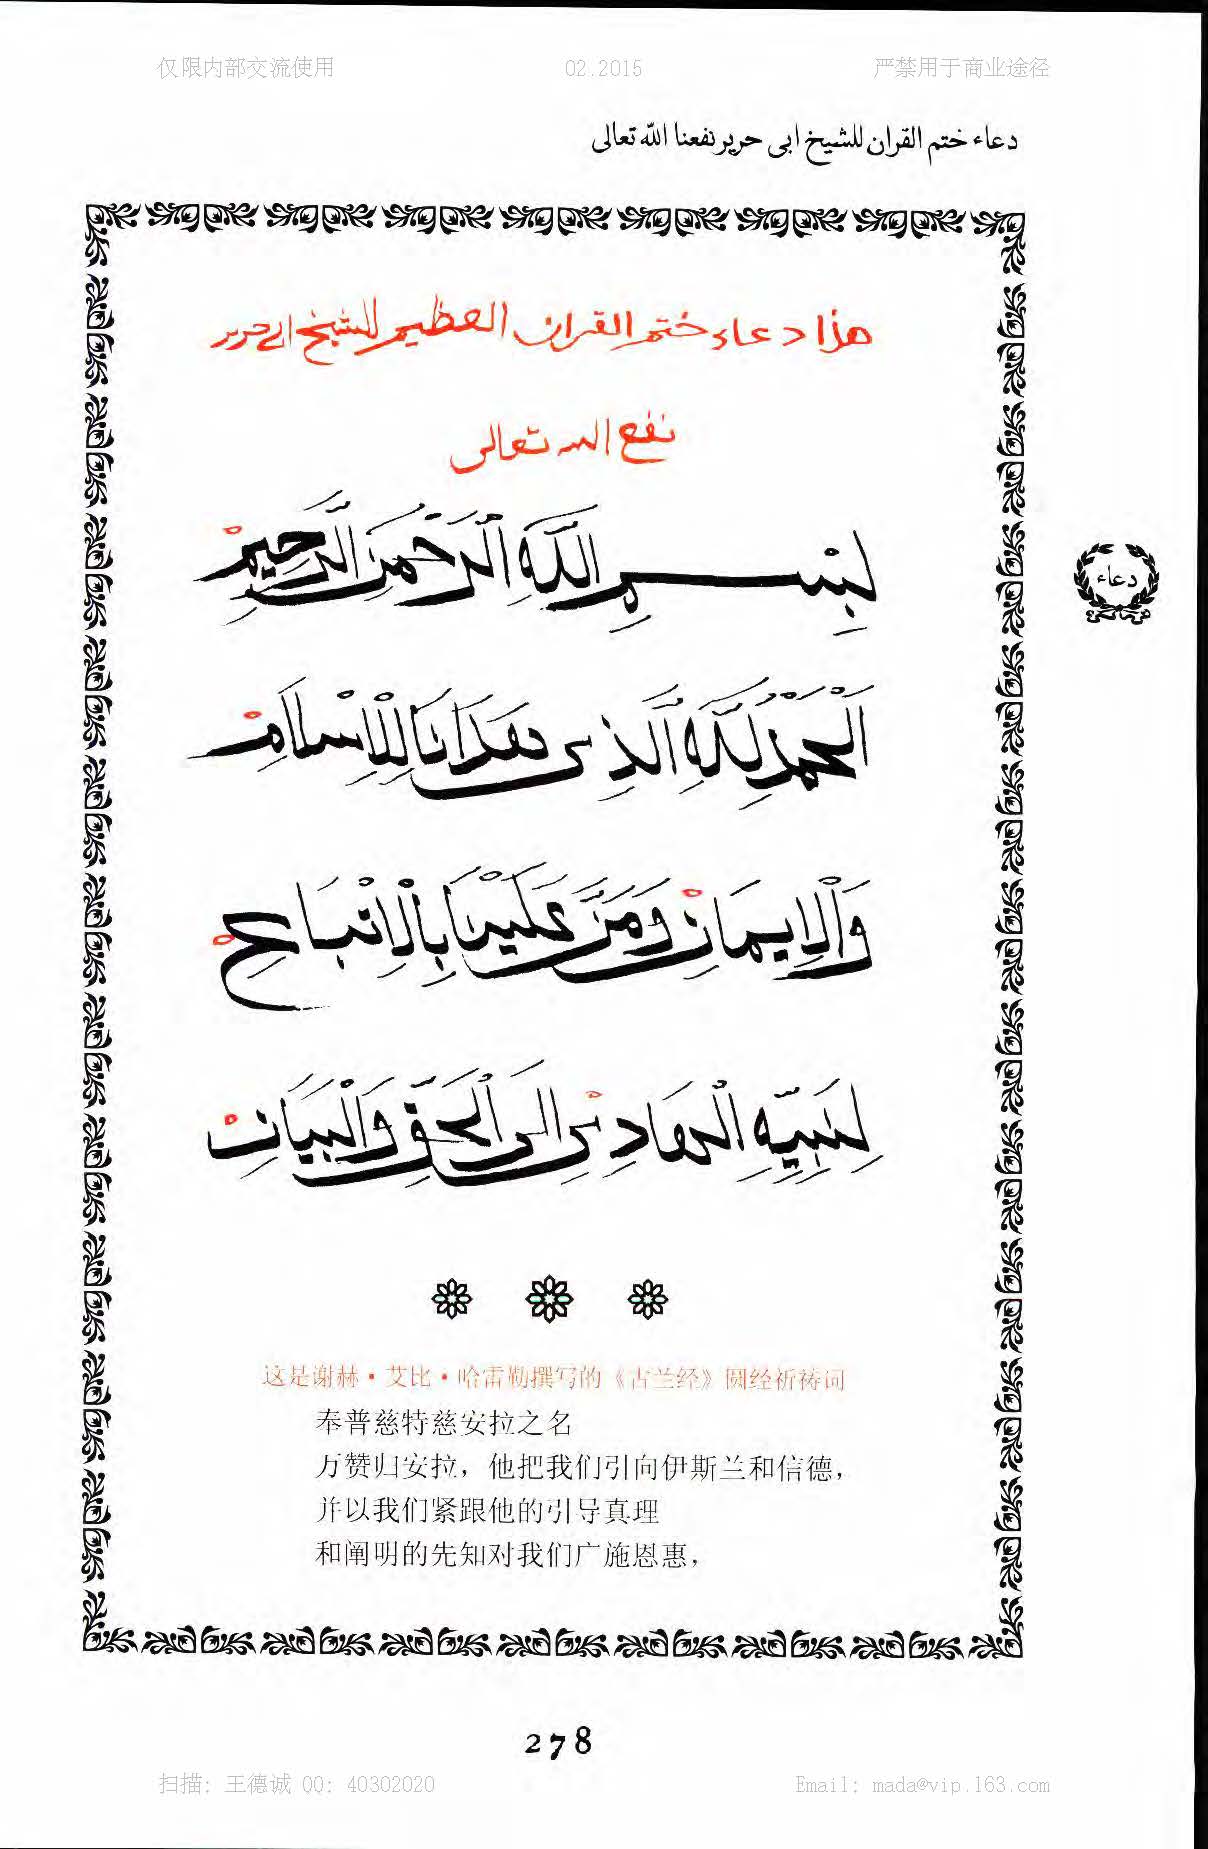 仅限内部交流使用 02.2015 严禁用于商业途径
دعاء ختم القران للشيخ ابى حرير نفعنا الله تعالى
هذا دعاء ختم القران العظيم للشيخ ابى حرير
نفع الله تعالى
بِسْمِ اللَّهِ الرَّحْمَنِ الرَّحِيمِ
دعاء
اَلْحَمْدُ لِلَّهِ الَّذِى هَدَانَا لِلْاِسْلَامِ
وَالْاِيمَانِ وَمَنَّ عَلَيْنَا بِالْاِتِّبَاعِ
لِنَبِيِّهِ الْهَادِى اِلَى الْحَقِّ وَالْبَيَانِ
这是谢赫·艾比·哈雷勒撰写的《古兰经》圆经祈祷词
奉普慈特慈安拉之名
万赞归安拉，他把我们引向伊斯兰和信德，
并以我们紧跟他的引导真理
和阐明的先知对我们广施恩惠，
278
扫描: 王德诚 QQ: 40302020 Email: mada@vip.163.com